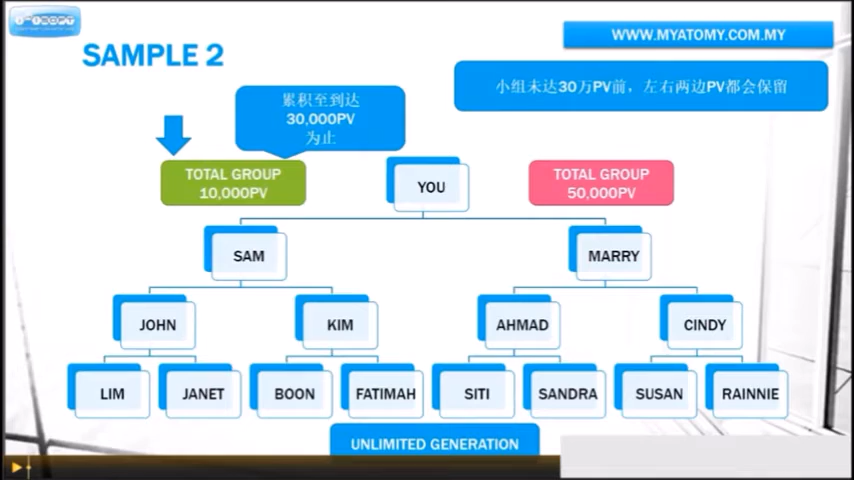 WWW.MYATOMY.COM.MY
SAMPLE 2
小组未达30万PV前，左右两边PV都会保留
累积至到达
30,000PV
为止
TOTAL GROUP
10,000PV
YOU
TOTAL GROUP
50,000PV
SAM
MARRY
JOHN
KIM
AHMAD
CINDY
LIM
JANET
BOON
FATIMAH
SITI
SANDRA
SUSAN
RAINNIE
UNLIMITED GENERATION